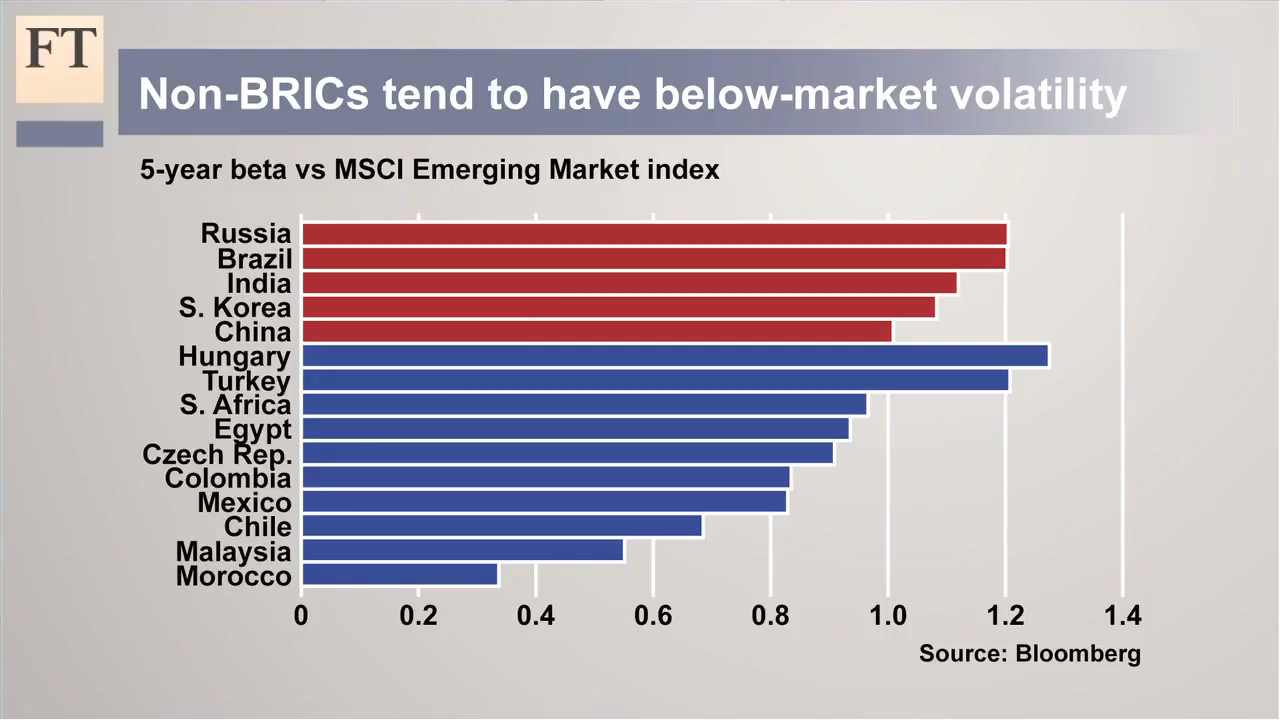 FT
Non-BRICs tend to have below-market volatility
5-year beta vs MSCI Emerging Market index
Russia
Brazil
India
S. Korea
China
Hungary
Turkey
S. Africa
Egypt
Czech Rep.
Colombia
Mexico
Chile
Malaysia
Morocco
0 0.2 0.4 0.6 0.8 1.0 1.2 1.4
Source: Bloomberg